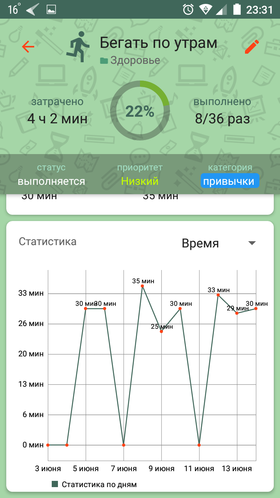 16°
23:31
Бегать по утрам
Здоровье
затрачено
22%
выполнено
4 ч 2 мин
8/36 раз
статус
приоритет
категория
выполняется
Низкий
привычки
30 мин
35 мин
Статистика
Время
35 мин
33 мин
30 мин
30 мин
30 мин
33 мин
29 мин
30 мин
26 мин
25 мин
20 мин
13 мин
6 мин
0 мин
3 июня
5 июня
7 июня
9 июня
11 июня
13 июня
Статистика по дням